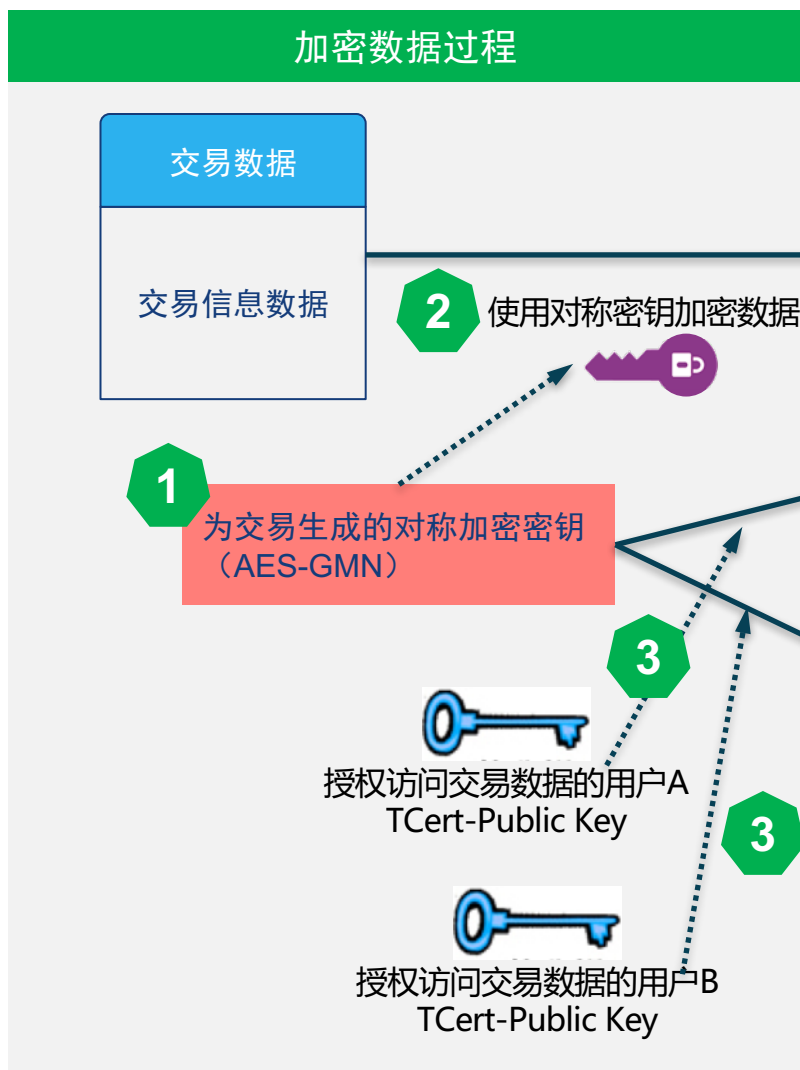 加密数据过程
交易数据
交易信息数据
2
使用对称密钥加密数据
1
为交易生成的对称加密密钥
（AES-GMN）
3
授权访问交易数据的用户A
TCert-Public Key
3
授权访问交易数据的用户B
TCert-Public Key